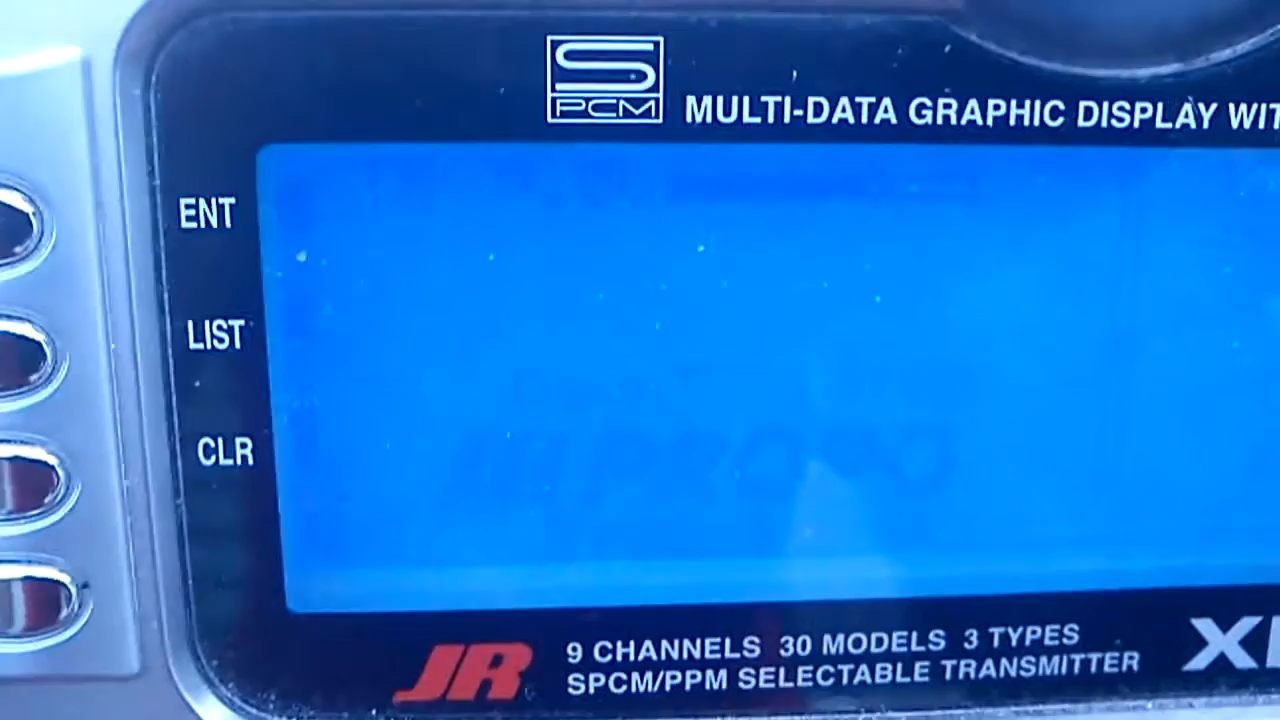 S
PCM
MULTI-DATA GRAPHIC DISPLAY WIT
ENT
LIST
CLR
JR
9 CHANNELS 30 MODELS 3 TYPES
SPCM/PPM SELECTABLE TRANSMITTER